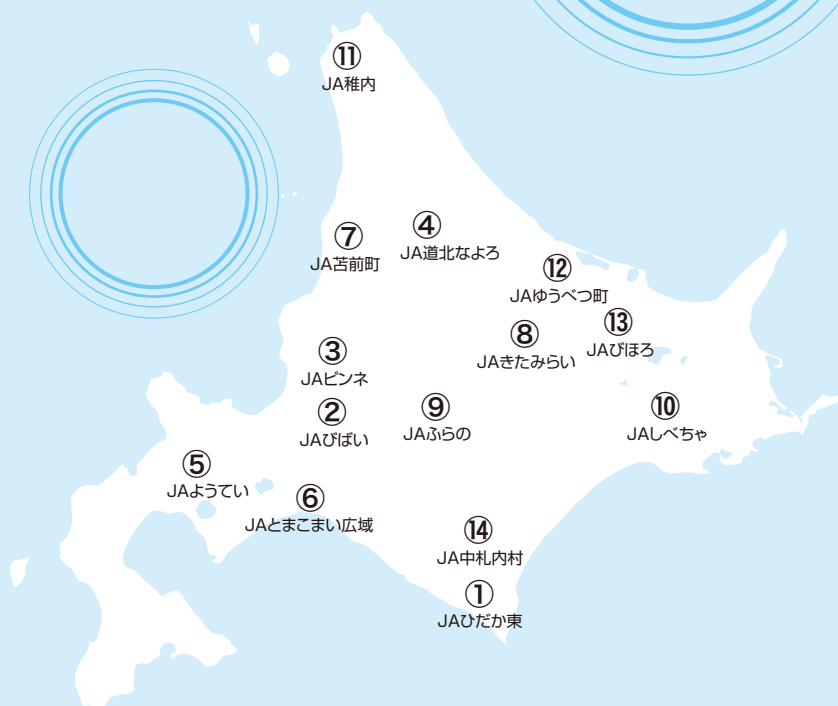 ⑪
JA稚内
④
JA道北なよろ
⑦
JA苫前町
⑫
JAゆうべつ町
⑬
JAびほろ
⑧
JAきたみらい
③
JAピンネ
②
JAびばい
⑨
JAふらの
⑩
JAしべちゃ
⑤
JAようてい
⑥
JAとまこまい広域
⑭
JA中札内村
①
JAひだか東